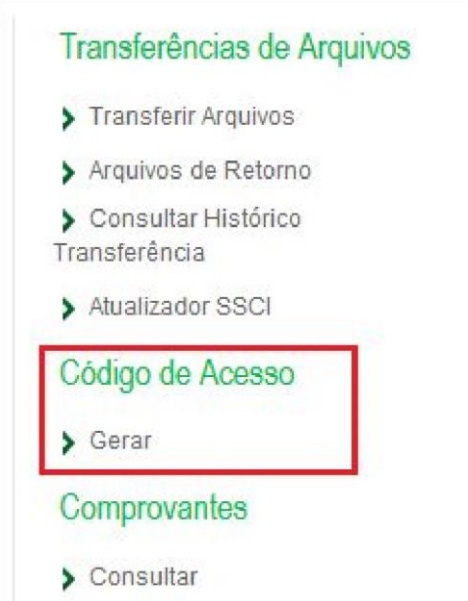 Transferências de Arquivos
Transferir Arquivos
Arquivos de Retorno
Consultar Histórico
Transferência
Atualizador SSCI
Código de Acesso
Gerar
Comprovantes
Consultar